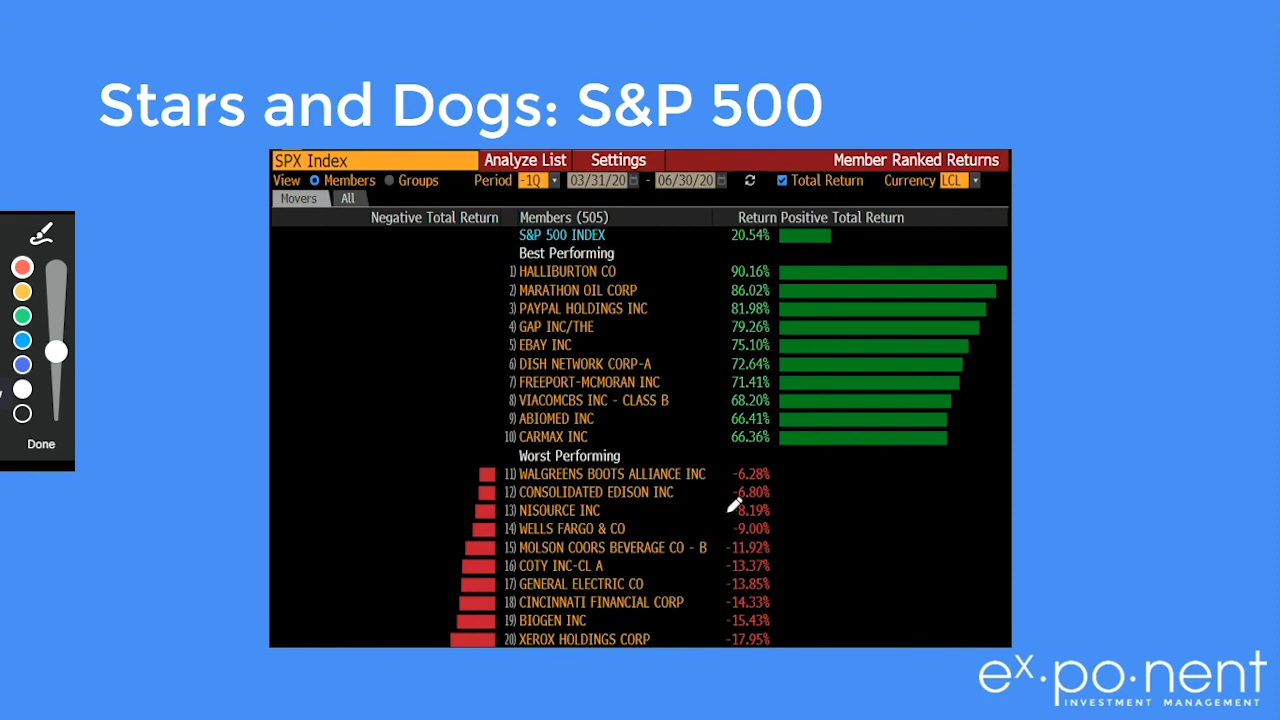 Stars and Dogs: S&P 500
SPX Index Analyze List Settings Member Ranked Returns
View Members Groups Period -1Q 03/31/20 - 06/30/20 Total Return Currency LCL
Movers All
Negative Total Return Members (505) Return Positive Total Return
S&P 500 INDEX 20.54%
Best Performing
1) HALLIBURTON CO 90.16%
2) MARATHON OIL CORP 86.02%
3) PAYPAL HOLDINGS INC 81.98%
4) GAP INC/THE 79.26%
5) EBAY INC 75.10%
6) DISH NETWORK CORP-A 72.64%
7) FREEPORT-MCMORAN INC 71.41%
8) VIACOMCBS INC - CLASS B 68.20%
9) ABIOMED INC 66.41%
10) CARMAX INC 66.36%
Worst Performing
11) WALGREENS BOOTS ALLIANCE INC -6.28%
12) CONSOLIDATED EDISON INC -6.80%
13) NISOURCE INC -8.19%
14) WELLS FARGO & CO -9.00%
15) MOLSON COORS BEVERAGE CO - B -11.92%
16) COTY INC-CL A -13.37%
17) GENERAL ELECTRIC CO -13.85%
18) CINCINNATI FINANCIAL CORP -14.33%
19) BIOGEN INC -15.43%
20) XEROX HOLDINGS CORP -17.95%
Done
ex·po·nent
INVESTMENT MANAGEMENT